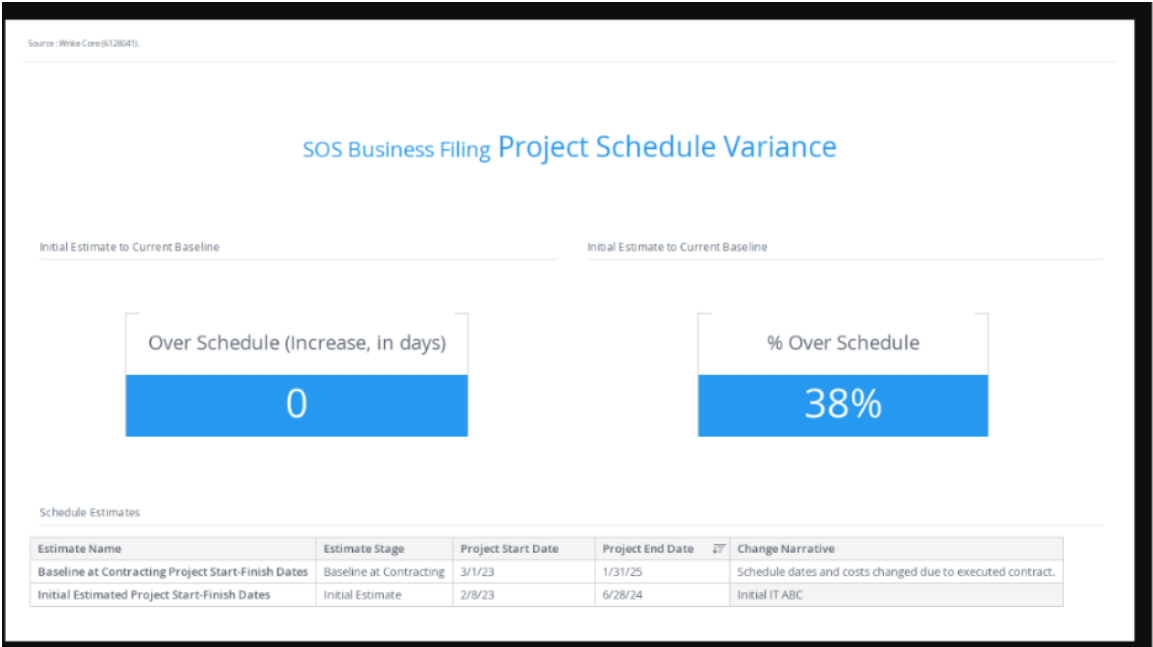 Source : Wrike Core (6128041).
SOS Business Filing Project Schedule Variance
Initial Estimate to Current Baseline
Initial Estimate to Current Baseline
Over Schedule (Increase, in days)
0
% Over Schedule
38%
Schedule Estimates
Estimate Name Estimate Stage Project Start Date Project End Date Change Narrative
Baseline at Contracting Project Start-Finish Dates Baseline at Contracting 3/1/23 1/31/25 Schedule dates and costs changed due to executed contract.
Initial Estimated Project Start-Finish Dates Initial Estimate 2/8/23 6/28/24 Initial IT ABC